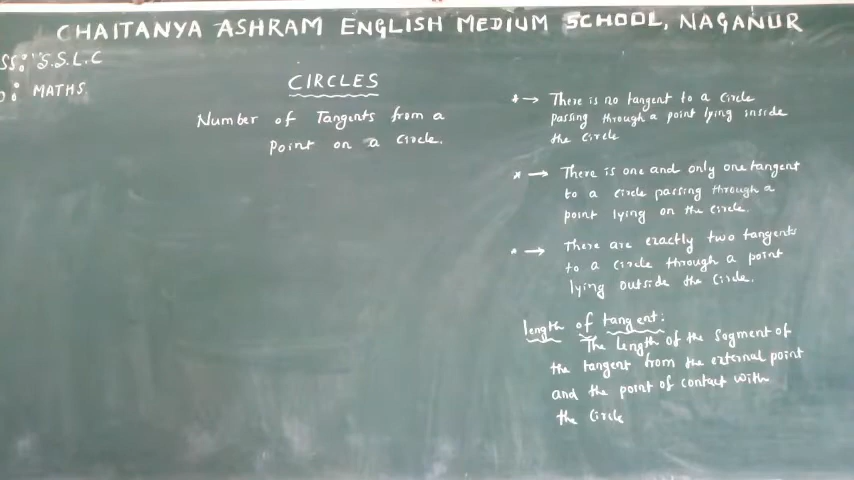 CHAITANYA ASHRAM ENGLISH MEDIUM SCHOOL, NAGANUR
SS: S.S.L.C
: MATHS.
CIRCLES
Number of Tangents from a
Point on a circle.
* → There is no tangent to a circle
passing through a point lying inside
the circle
* → There is one and only one tangent
to a circle passing through a
point lying on the circle.
* → There are exactly two tangents
to a circle through a point
lying outside the circle.
length of tangent:
The length of the segment of
the tangent from the external point
and the point of contact with
the circle